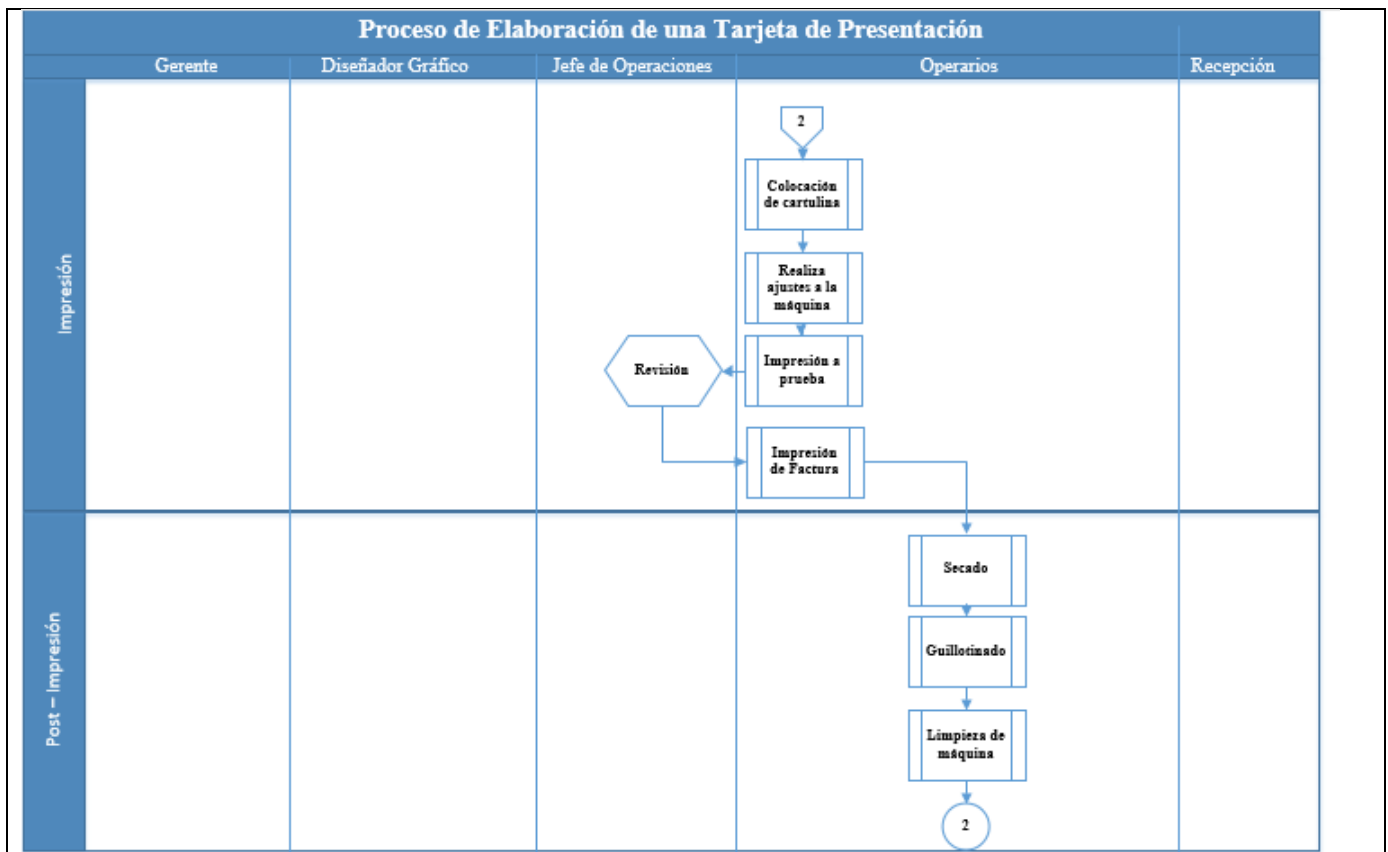 Proceso de Elaboración de una Tarjeta de Presentación
Gerente
Diseñador Gráfico
Jefe de Operaciones
Operarios
Recepción
Impresión
2
Colocación
de cartulina
Realiza
ajustes a la
máquina
Impresión a
prueba
Revisión
Impresión
de Factura
Post – Impresión
Secado
Guillotinado
Limpieza de
máquina
2